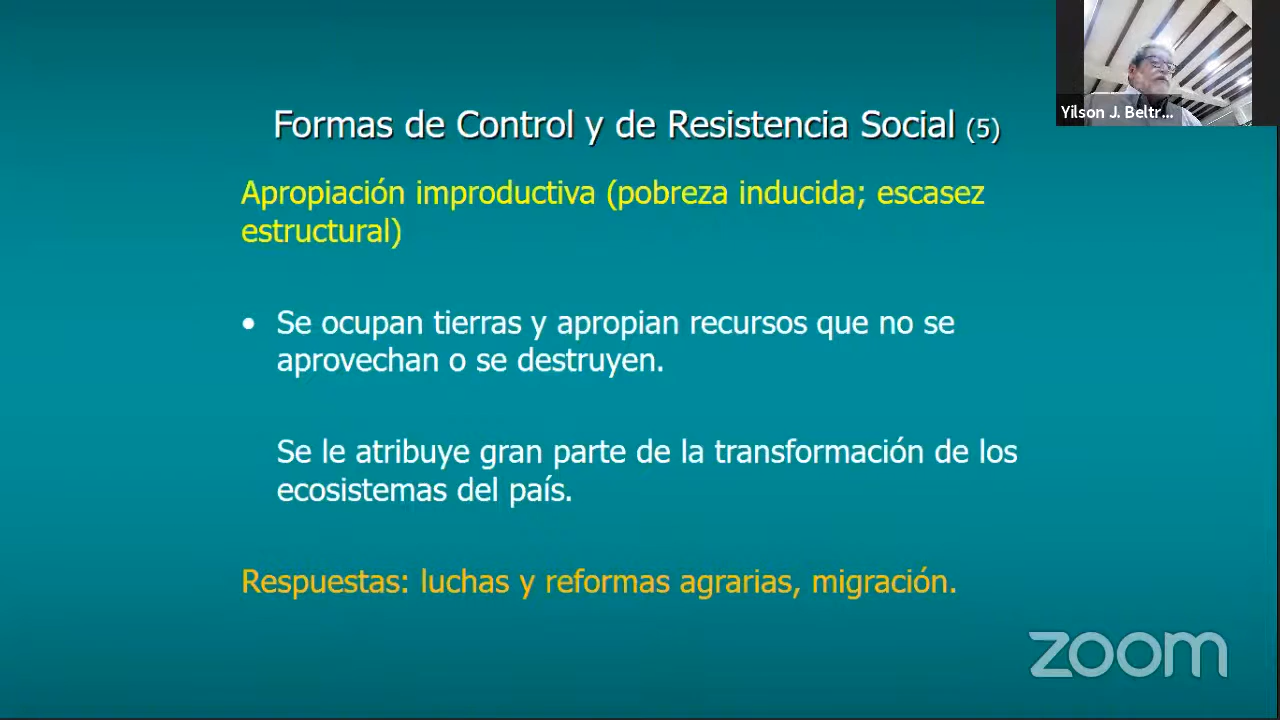 Yilson J. Beltr...
Formas de Control y de Resistencia Social (5)
Apropiación improductiva (pobreza inducida; escasez
estructural)
• Se ocupan tierras y apropian recursos que no se
aprovechan o se destruyen.
Se le atribuye gran parte de la transformación de los
ecosistemas del país.
Respuestas: luchas y reformas agrarias, migración.
zoom